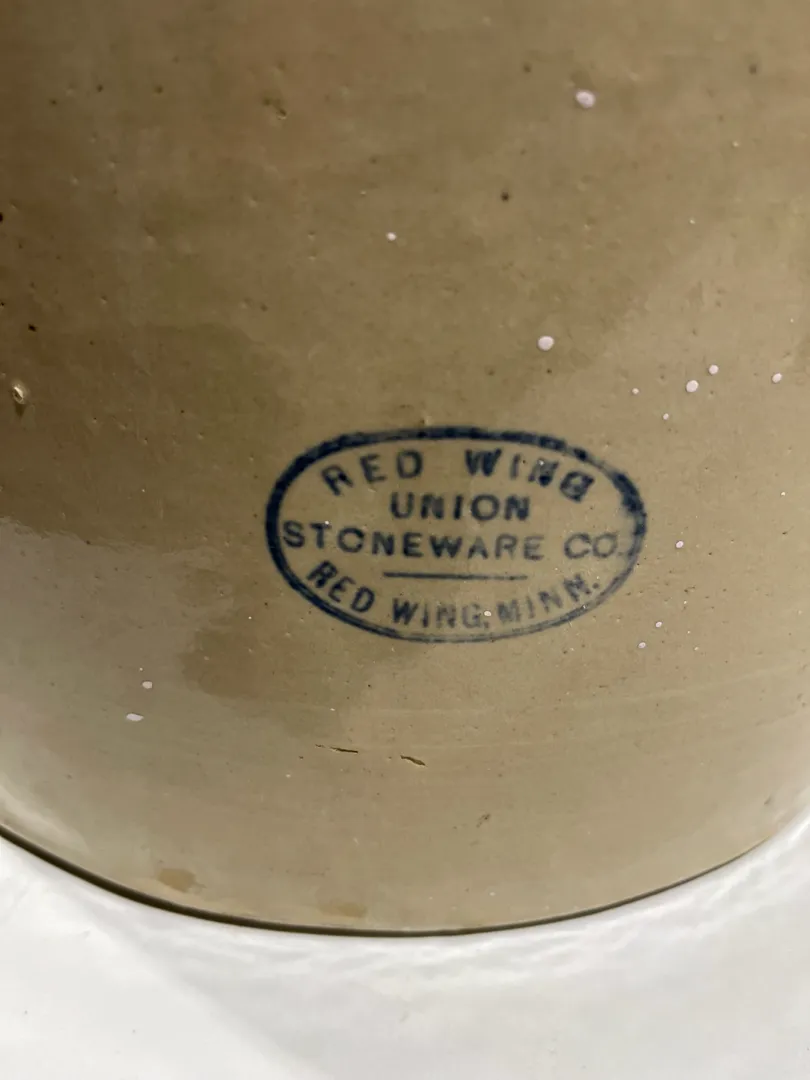 RED WING
UNION
STONEWARE CO.
RED WING, MINN.